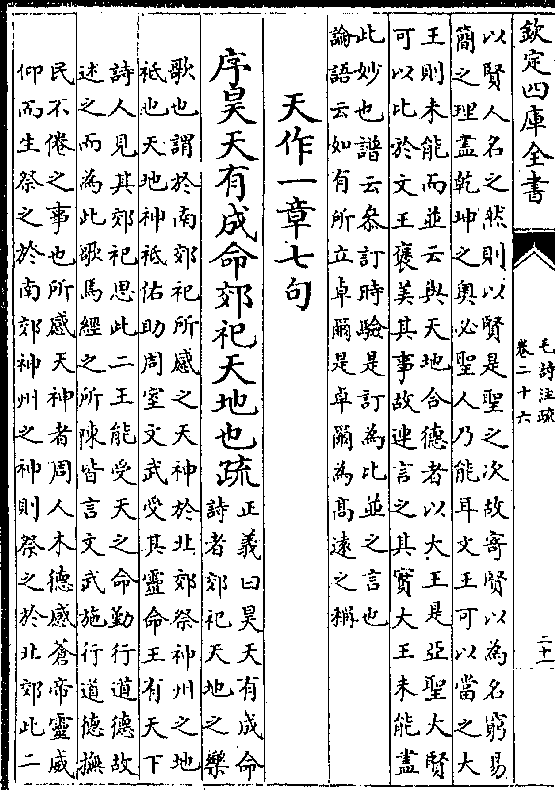 欽定四庫全書
毛詩注疏
卷二十六
二十一
以賢人名之然則以賢是聖之次故寄賢以為名窮易
簡之理盡乾坤之奧必聖人乃能耳文王可以當之大
王則未能而並云與天地合德者以大王是亞聖大賢
可以比於文王褒美其事故連言之其實大王未能盡
此妙也譜云叅訂時驗是訂為比並之言也
論語云如有所立卓爾是卓爾為高遠之稱
天作一章七句
序昊天有成命郊祀天地也疏
正義曰昊天有成命
詩者郊祀天地之樂
歌也謂於南郊祀所感之天神於北郊祭神州之地
祇也天地神祇佑助周室文武受其靈命王有天下
詩人見其郊祀思此二王能受天之命勤行道德故
述之而為此歌焉經之所陳皆言文武施行道德撫
民不倦之事也所感天神者周人木德感蒼帝靈威
仰而生祭之於南郊神州之神則祭之於北郊此二